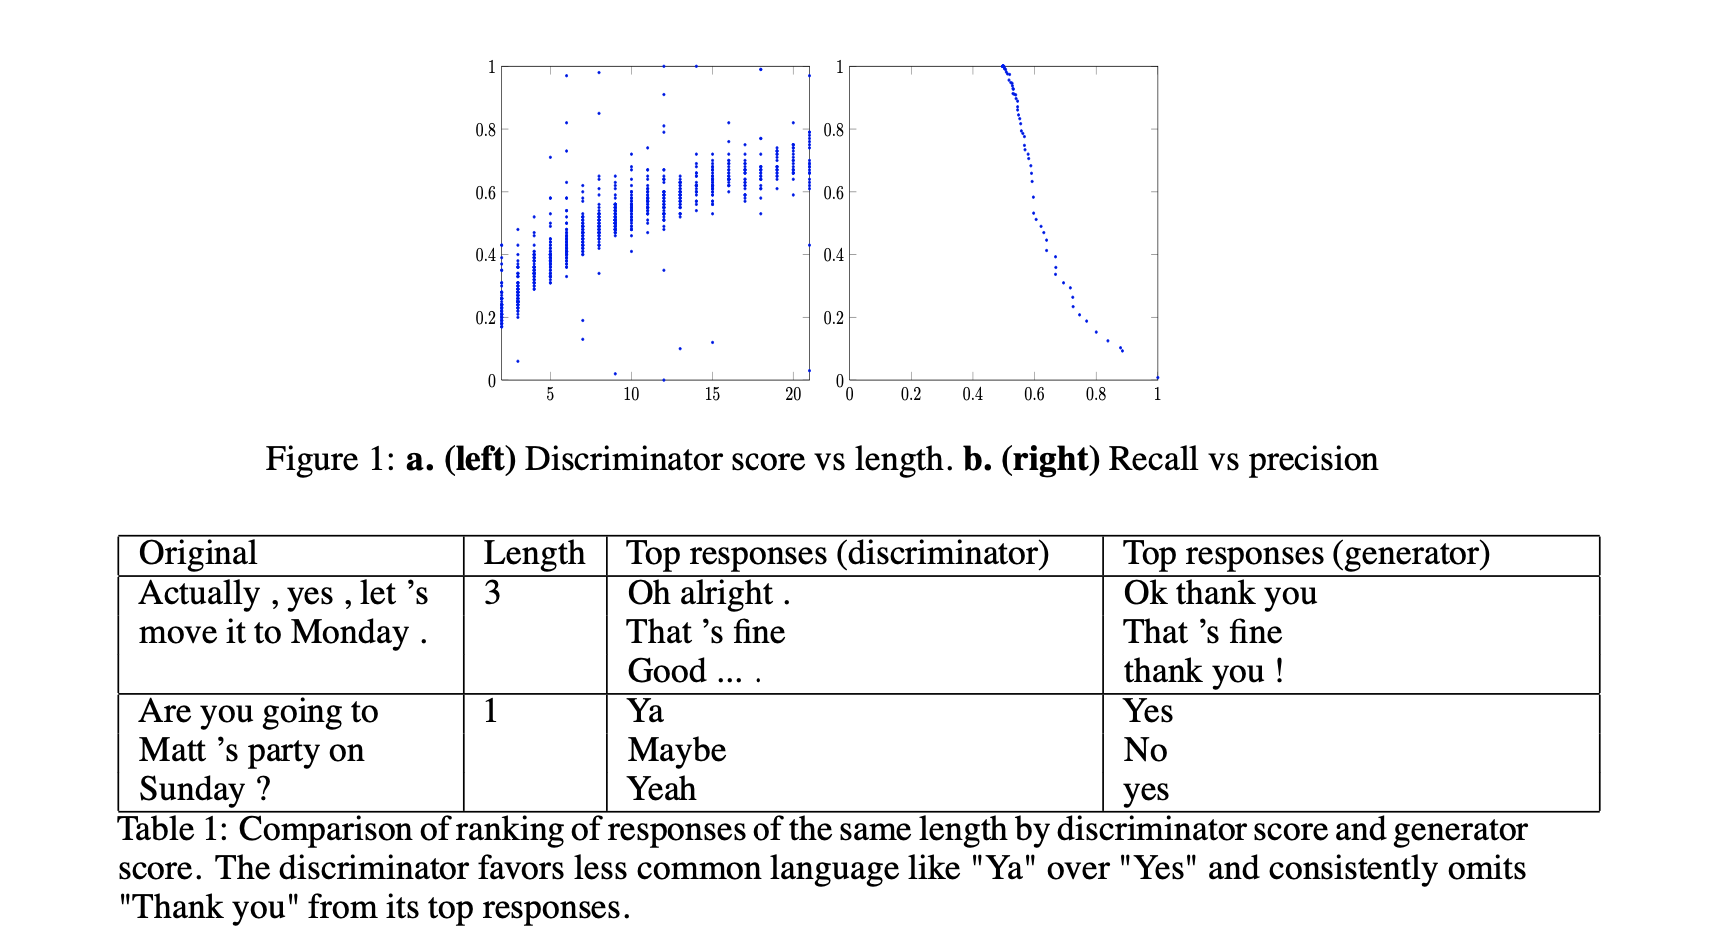 1
0.8
0.6
0.4
0.2
0
5
10
15
20
1
0.8
0.6
0.4
0.2
0
0
0.2
0.4
0.6
0.8
1
Figure 1: a. (left) Discriminator score vs length. b. (right) Recall vs precision
Original Length Top responses (discriminator) Top responses (generator)
Actually , yes , let ’s 3 Oh alright . Ok thank you
move it to Monday . That ’s fine That ’s fine
Good ... . thank you !
Are you going to 1 Ya Yes
Matt ’s party on Maybe No
Sunday ? Yeah yes
Table 1: Comparison of ranking of responses of the same length by discriminator score and generator
score. The discriminator favors less common language like "Ya" over "Yes" and consistently omits
"Thank you" from its top responses.